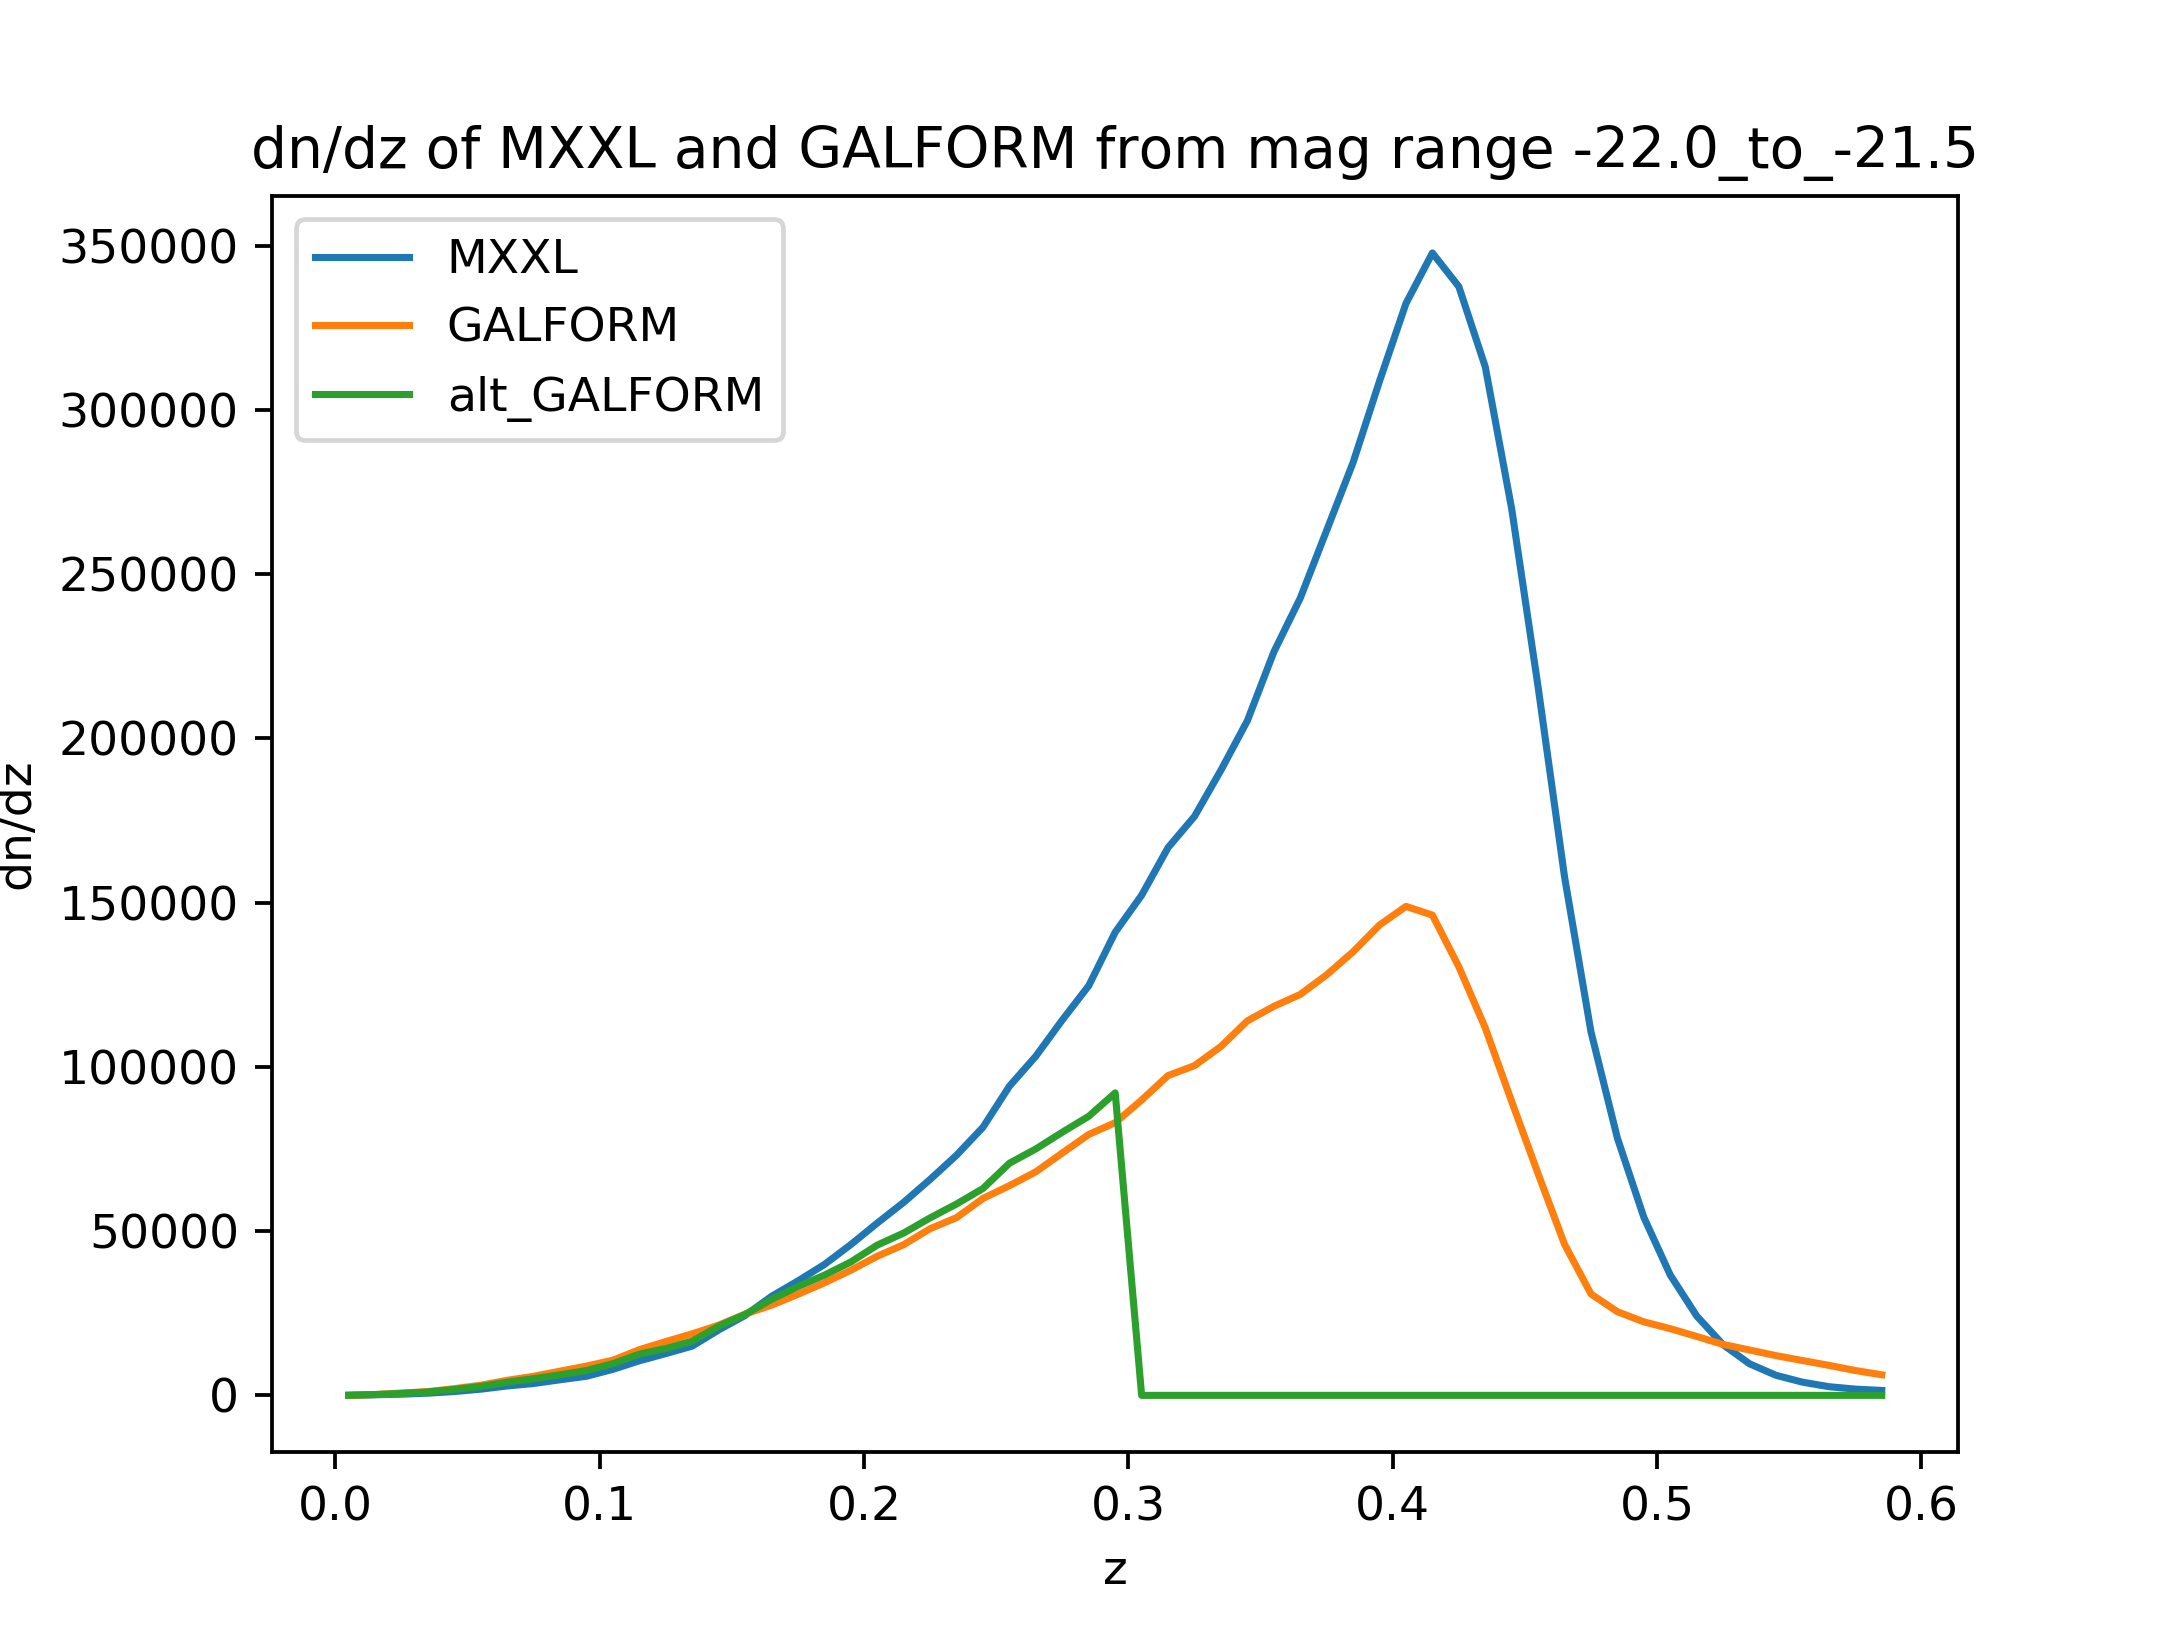 dn/dz of MXXL and GALFORM from mag range -22.0_to_-21.5
MXXL
GALFORM
alt_GALFORM
350000
300000
250000
200000
150000
100000
50000
0
dn/dz
0.0 0.1 0.2 0.3 0.4 0.5 0.6
z